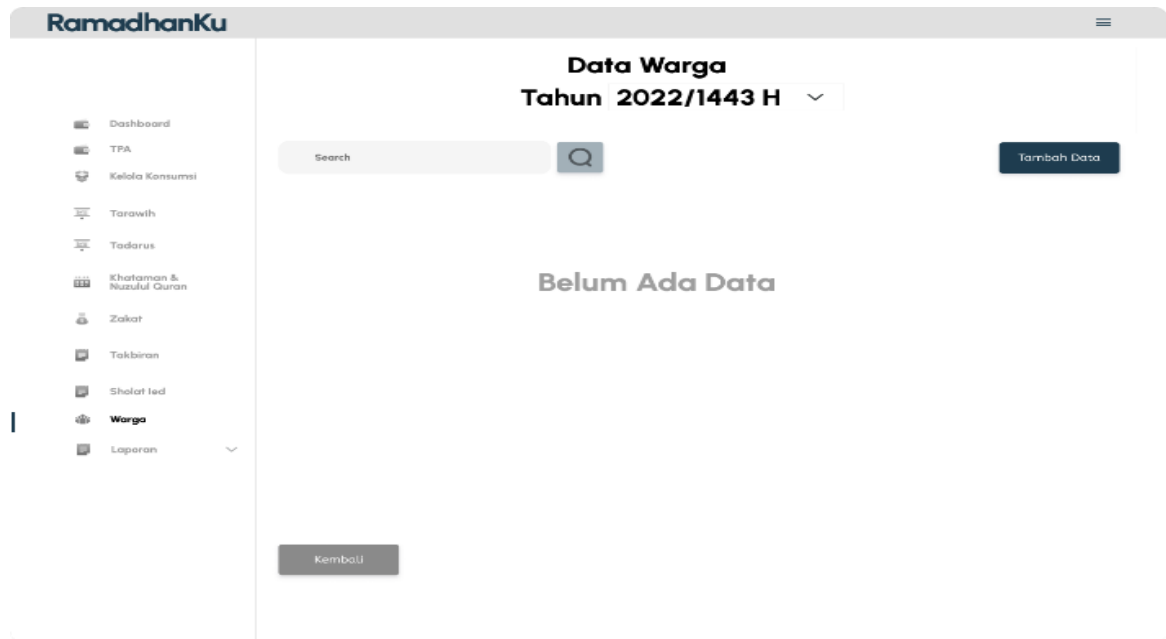 RamadhanKu
Data Warga
Tahun 2022/1443 H
Dashboard
TPA
Search
Tambah Data
Kelola Konsumsi
Tarawih
Tadarus
Khataman &
Nuzulul Quran
Belum Ada Data
Zakat
Takbiran
Sholat Ied
Warga
Laporan
Kembali